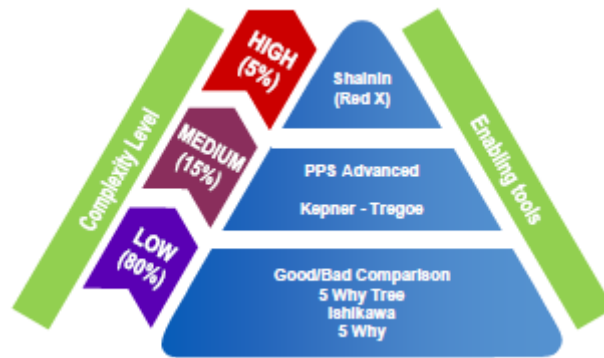 Complexity Level
HIGH
(5%)
MEDIUM
(15%)
LOW
(80%)
Shainin
(Red X)
PPS Advanced
Kepner - Tregoe
Good/Bad Comparison
5 Why Tree
Ishikawa
5 Why
Enabling tools